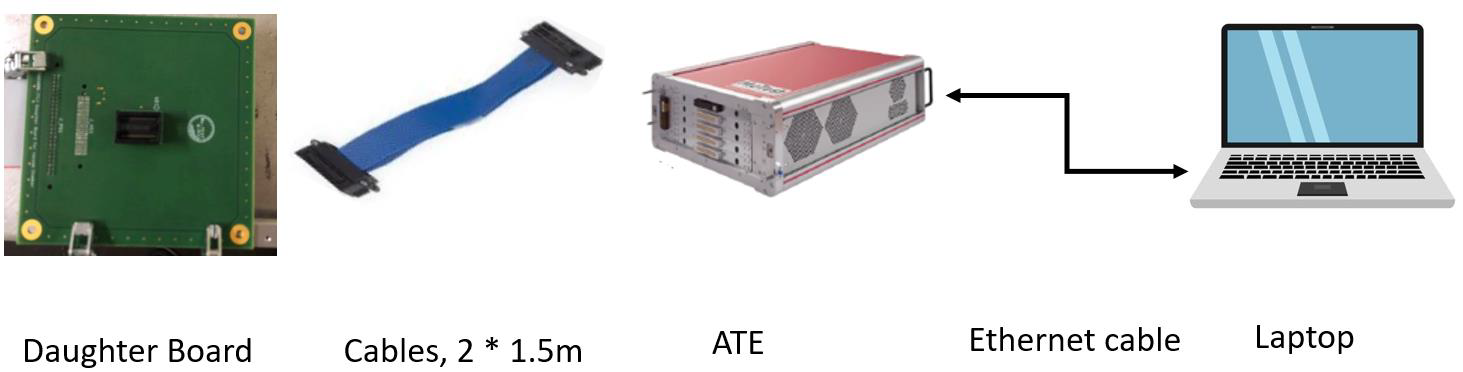 Daughter Board
Cables, 2 * 1.5m
ATE
Ethernet cable
Laptop